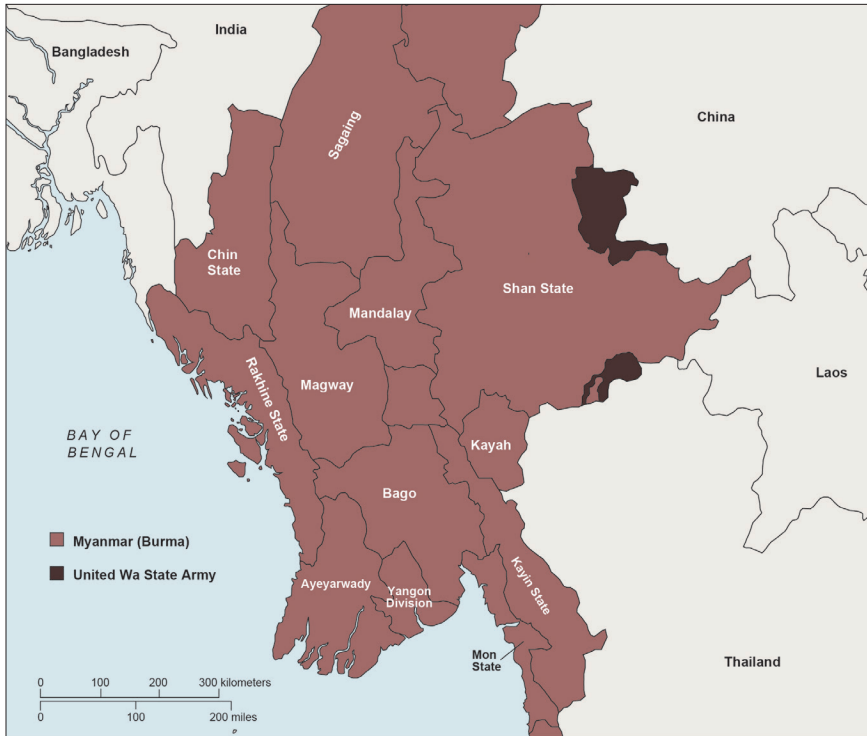 India
Bangladesh
China
Sagaing
Chin
State
Shan State
Mandalay
Rakhine State
Magway
Laos
BAY OF
BENGAL
Kayah
Bago
Myanmar (Burma)
United Wa State Army
Ayeyarwady
Yangon
Division
Kayin State
Mon
State
Thailand
0 100 200 300 kilometers
0 100 200 miles